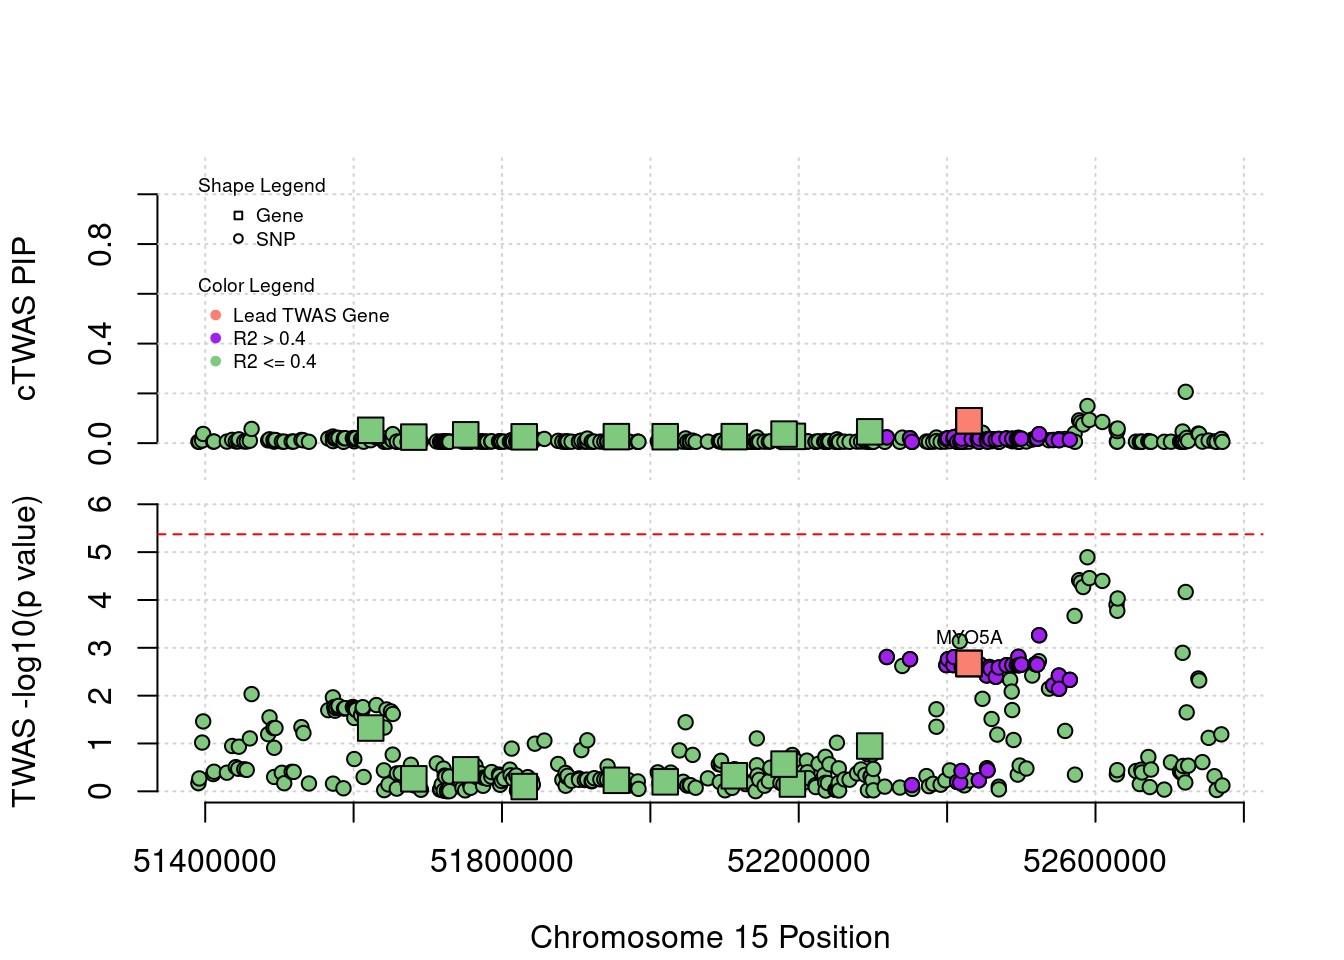 Shape Legend
Gene
SNP
Color Legend
Lead TWAS Gene
R2 > 0.4
R2 <= 0.4
cTWAS PIP
0.8
0.4
0.0
TWAS -log10(p value)
6
5
4
3
2
1
0
MYO5A
51400000 51800000 52200000 52600000
Chromosome 15 Position